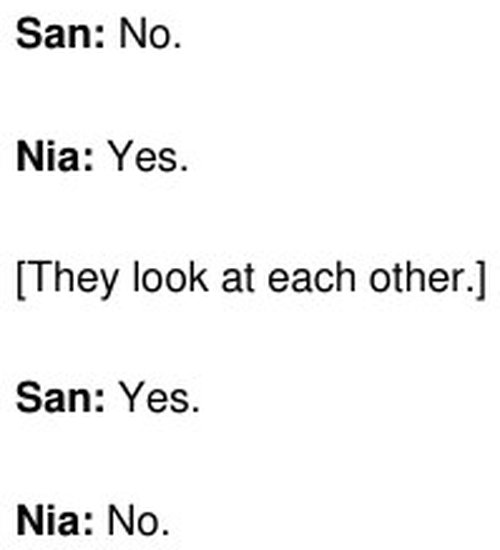 San: No.
Nia: Yes.
[They look at each other.]
San: Yes.
Nia: No.